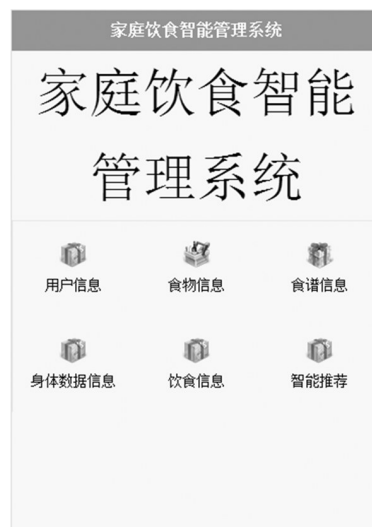 家庭饮食智能管理系统
家庭饮食智能
管理系统
用户信息 食物信息 食谱信息
身体数据信息 饮食信息 智能推荐